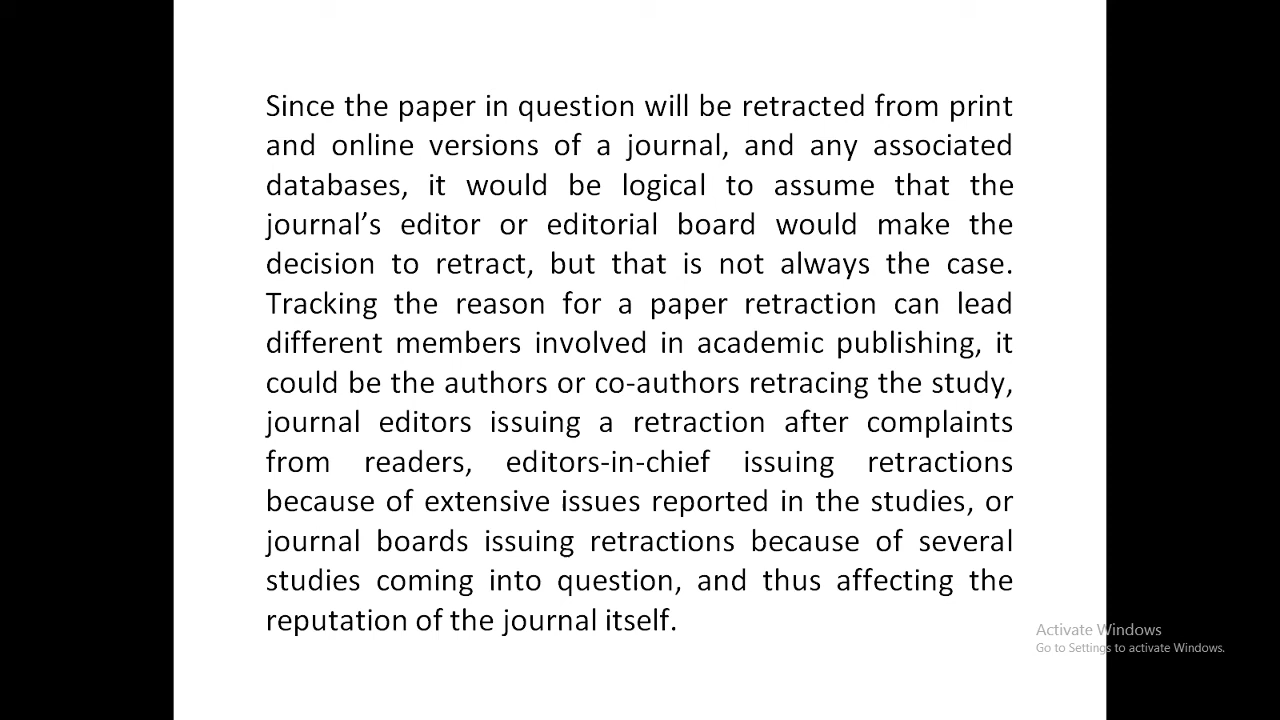 Since the paper in question will be retracted from print
and online versions of a journal, and any associated
databases, it would be logical to assume that the
journal’s editor or editorial board would make the
decision to retract, but that is not always the case.
Tracking the reason for a paper retraction can lead
different members involved in academic publishing, it
could be the authors or co-authors retracing the study,
journal editors issuing a retraction after complaints
from readers, editors-in-chief issuing retractions
because of extensive issues reported in the studies, or
journal boards issuing retractions because of several
studies coming into question, and thus affecting the
reputation of the journal itself.
Activate Windows
Go to Settings to activate Windows.